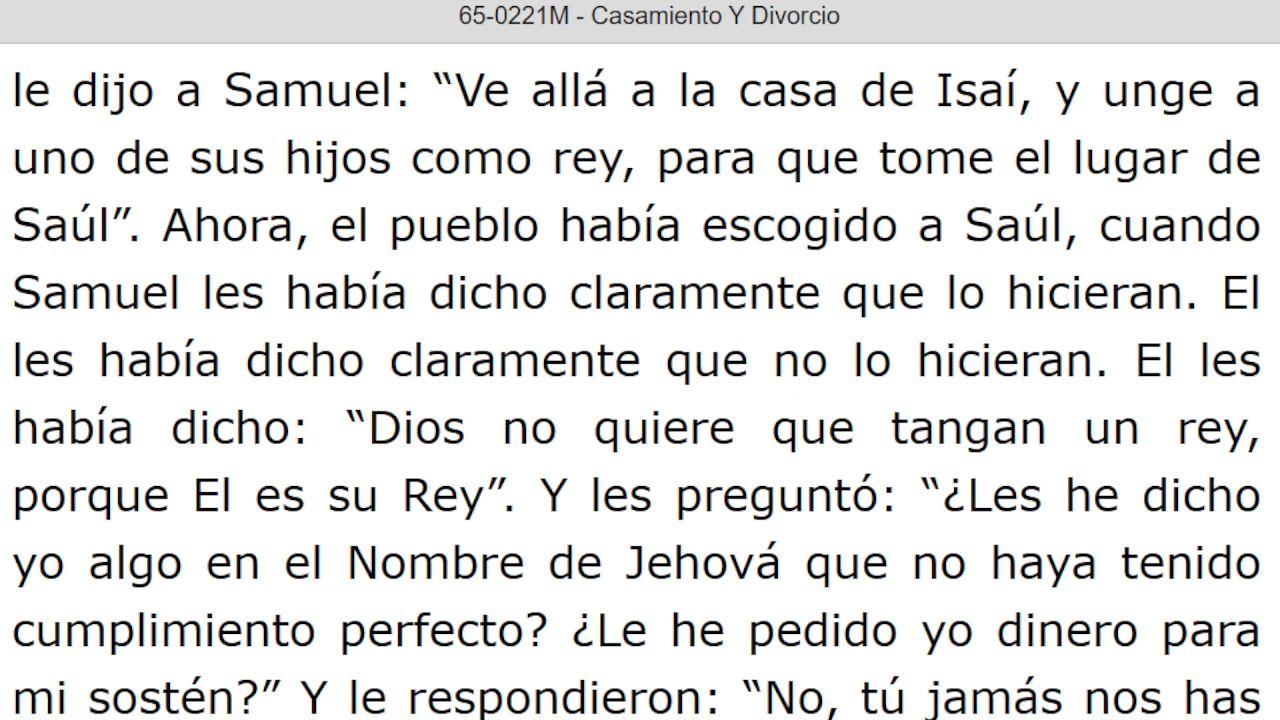 65-0221M - Casamiento Y Divorcio
le dijo a Samuel: “Ve allá a la casa de Isaí, y unge a
uno de sus hijos como rey, para que tome el lugar de
Saúl”. Ahora, el pueblo había escogido a Saúl, cuando
Samuel les había dicho claramente que lo hicieran. El
les había dicho claramente que no lo hicieran. El les
había dicho: “Dios no quiere que tangan un rey,
porque El es su Rey”. Y les preguntó: “¿Les he dicho
yo algo en el Nombre de Jehová que no haya tenido
cumplimiento perfecto? ¿Le he pedido yo dinero para
mi sostén?” Y le respondieron: “No, tú jamás nos has